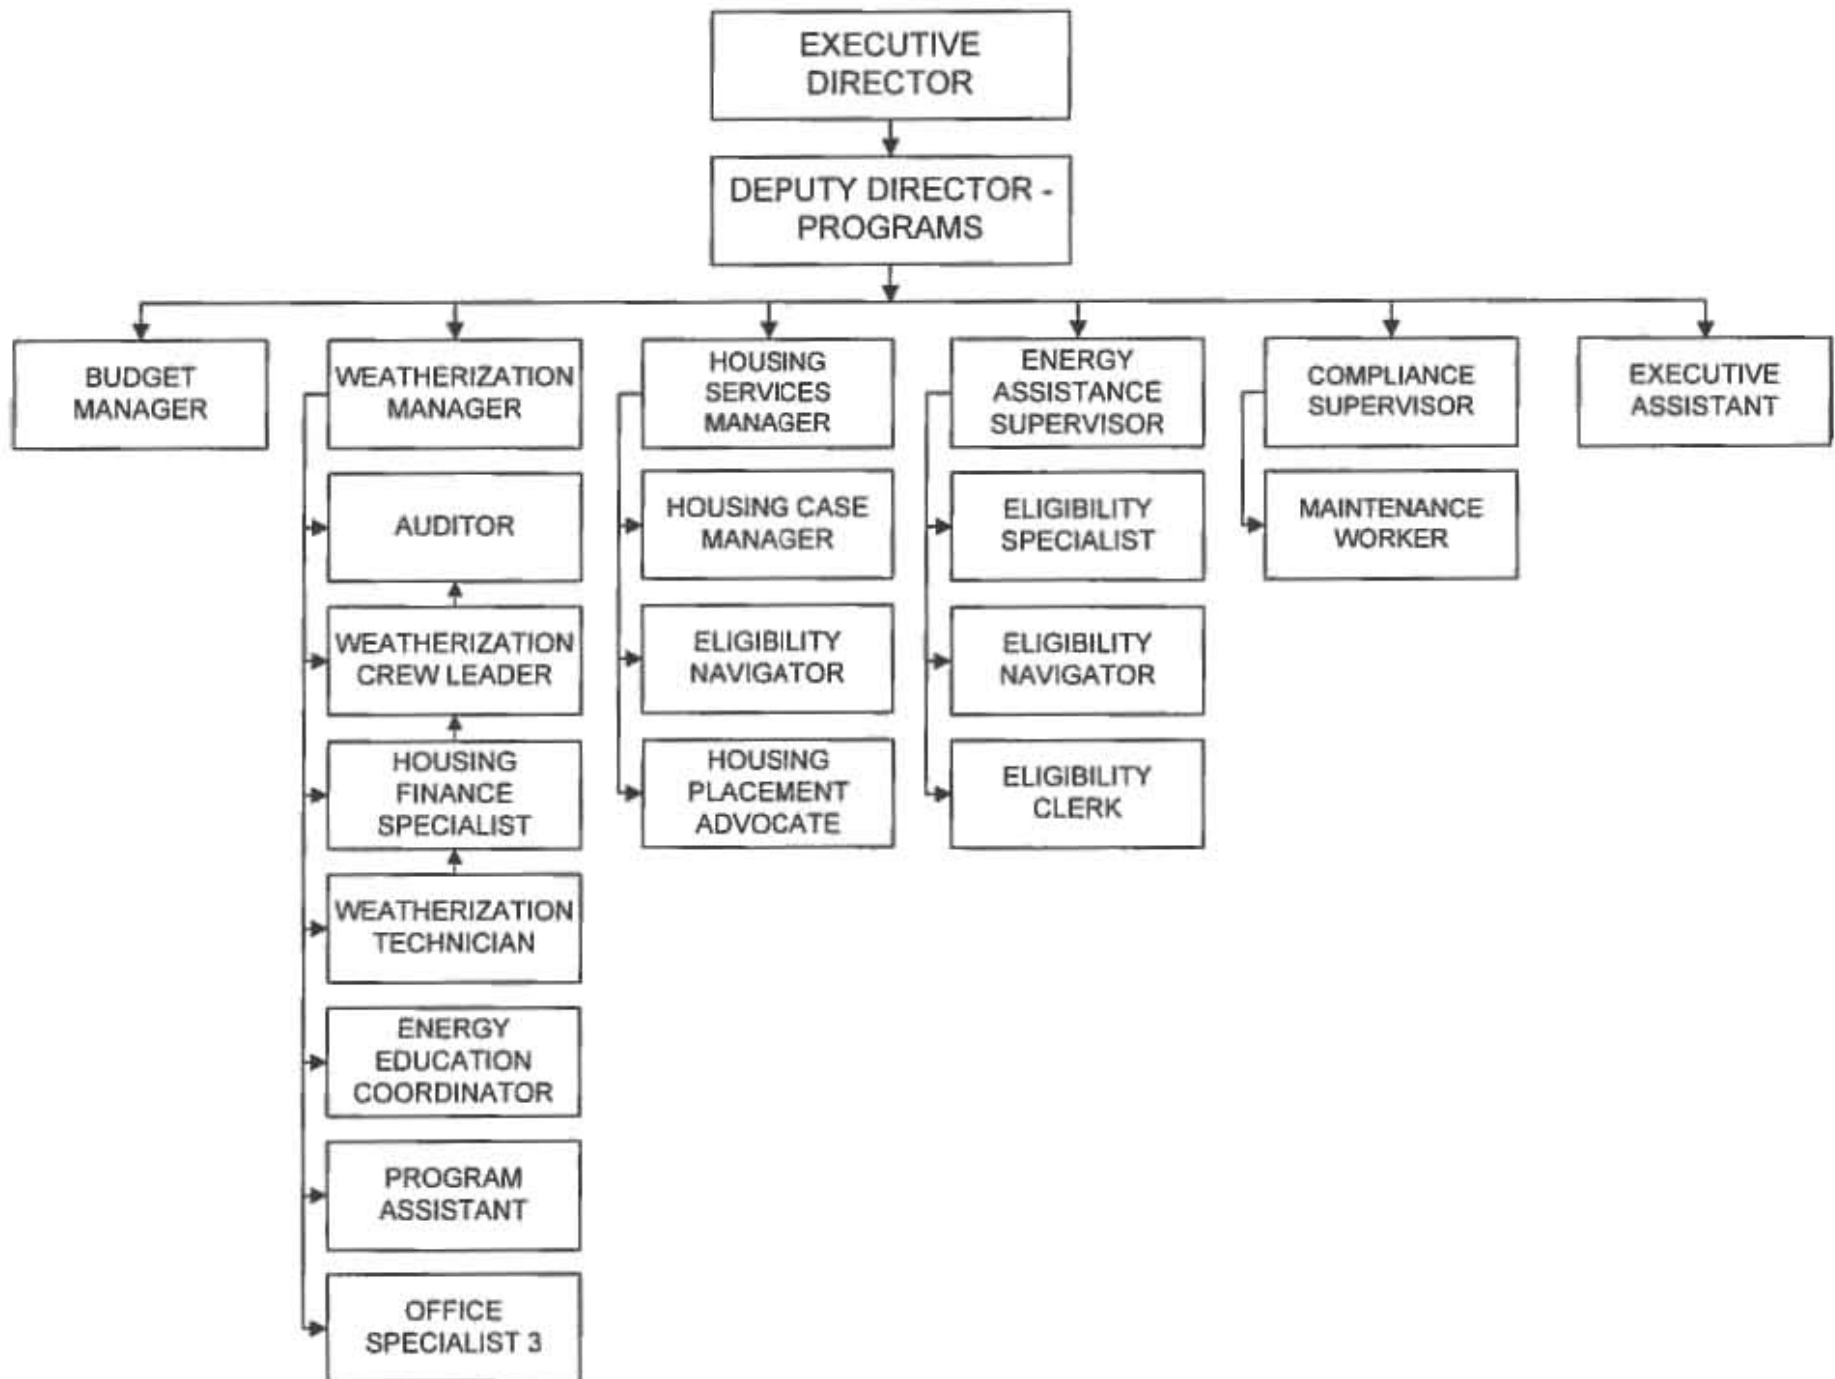 EXECUTIVE
DIRECTOR
DEPUTY DIRECTOR -
PROGRAMS
BUDGET
MANAGER
WEATHERIZATION
MANAGER
HOUSING
SERVICES
MANAGER
ENERGY
ASSISTANCE
SUPERVISOR
COMPLIANCE
SUPERVISOR
EXECUTIVE
ASSISTANT
AUDITOR
HOUSING CASE
MANAGER
ELIGIBILITY
SPECIALIST
MAINTENANCE
WORKER
WEATHERIZATION
CREW LEADER
ELIGIBILITY
NAVIGATOR
ELIGIBILITY
NAVIGATOR
HOUSING
FINANCE
SPECIALIST
HOUSING
PLACEMENT
ADVOCATE
ELIGIBILITY
CLERK
WEATHERIZATION
TECHNICIAN
ENERGY
EDUCATION
COORDINATOR
PROGRAM
ASSISTANT
OFFICE
SPECIALIST 3